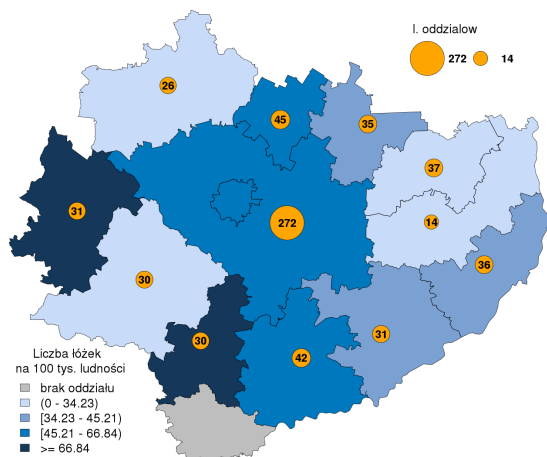 l. oddzialow
272 14
26
45
35
37
31
272
14
36
30
30
31
42
Liczba łóżek
na 100 tys. ludności
brak oddziału
(0 - 34.23)
[34.23 - 45.21)
[45.21 - 66.84)
>= 66.84